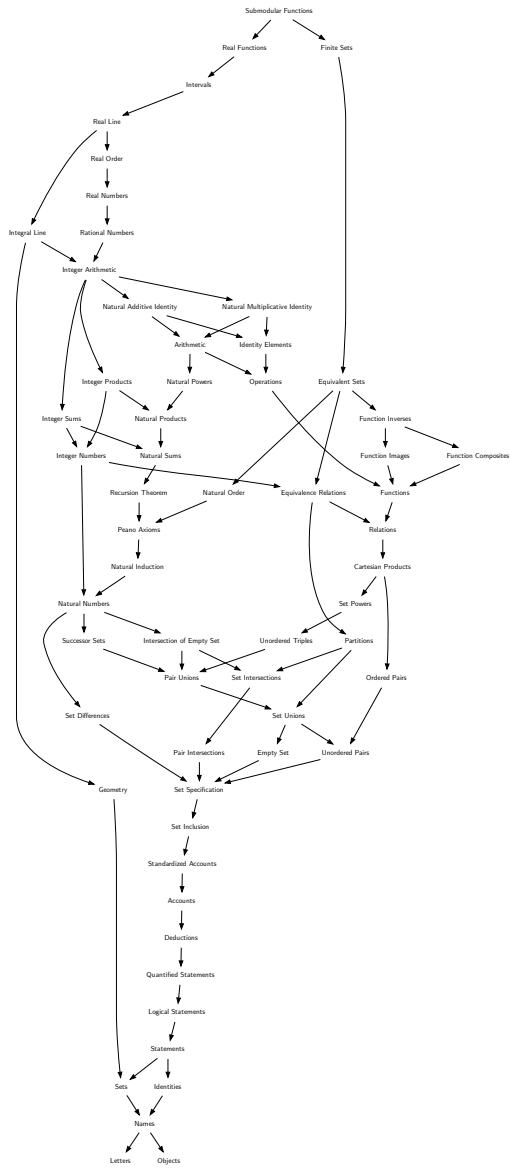 Submodular Functions
Real Functions
Finite Sets
Intervals
Real Line
Real Order
Real Numbers
Integral Line
Rational Numbers
Integer Arithmetic
Natural Additive Identity
Natural Multiplicative Identity
Arithmetic
Identity Elements
Integer Products
Natural Powers
Operations
Equivalent Sets
Integer Sums
Natural Products
Function Inverses
Integer Numbers
Natural Sums
Function Images
Function Composites
Recursion Theorem
Natural Order
Equivalence Relations
Functions
Peano Axioms
Relations
Natural Induction
Cartesian Products
Natural Numbers
Set Powers
Successor Sets
Intersection of Empty Set
Unordered Triples
Partitions
Pair Unions
Set Intersections
Ordered Pairs
Set Differences
Set Unions
Pair Intersections
Empty Set
Unordered Pairs
Geometry
Set Specification
Set Inclusion
Standardized Accounts
Accounts
Deductions
Quantified Statements
Logical Statements
Statements
Sets
Identities
Names
Letters
Objects